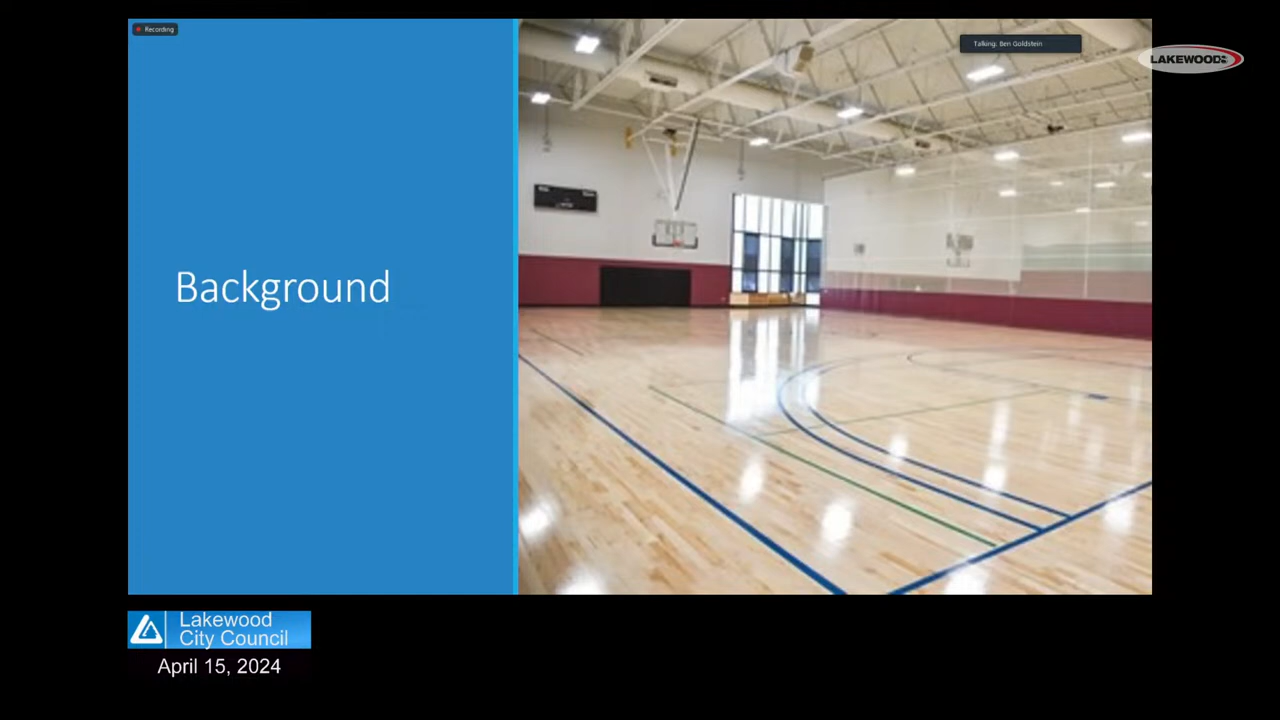 Recording
Talking: Ben Goldstein
LAKEWOOD
Background
Lakewood
City Council
April 15, 2024